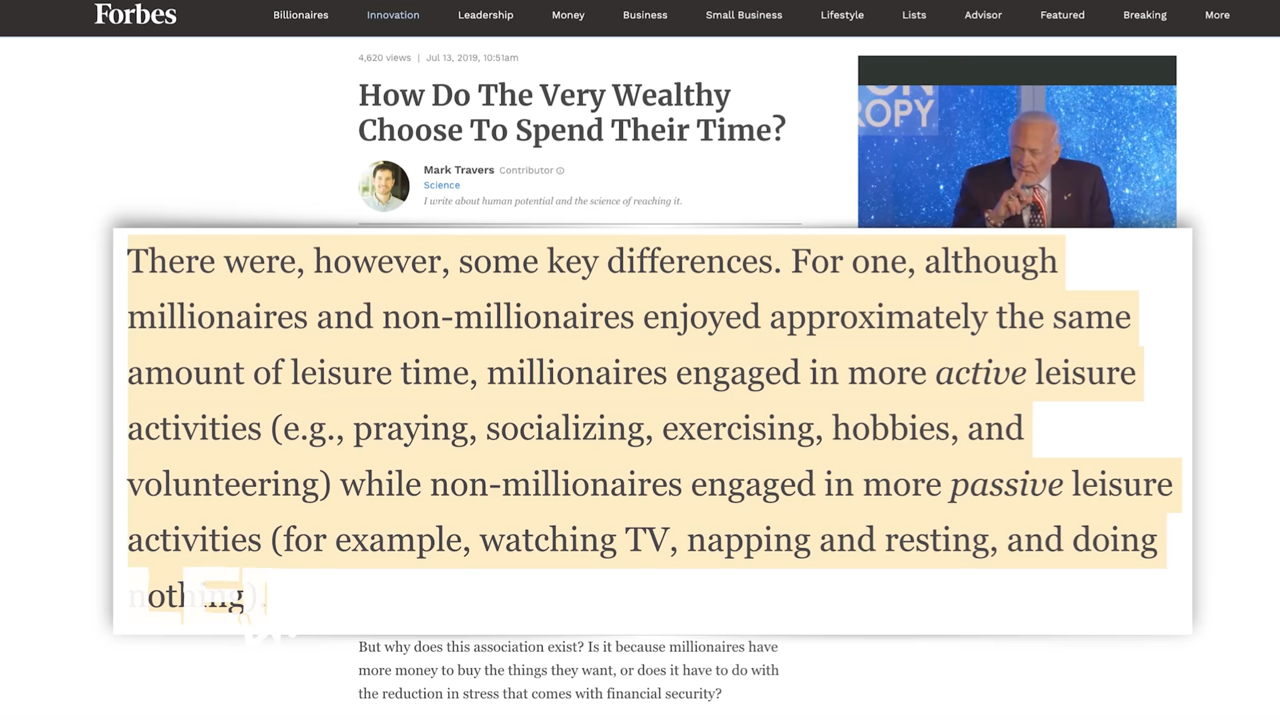 Forbes
Billionaires Innovation Leadership Money Business Small Business Lifestyle Lists Advisor Featured Breaking More
4,620 views | Jul 13, 2019, 10:51am
How Do The Very Wealthy
Choose To Spend Their Time?
Mark Travers Contributor
Science
I write about human potential and the science of reaching it.
ON
ROPY
There were, however, some key differences. For one, although
millionaires and non-millionaires enjoyed approximately the same
amount of leisure time, millionaires engaged in more active leisure
activities (e.g., praying, socializing, exercising, hobbies, and
volunteering) while non-millionaires engaged in more passive leisure
activities (for example, watching TV, napping and resting, and doing
nothing).
But why does this association exist? Is it because millionaires have
more money to buy the things they want, or does it have to do with
the reduction in stress that comes with financial security?